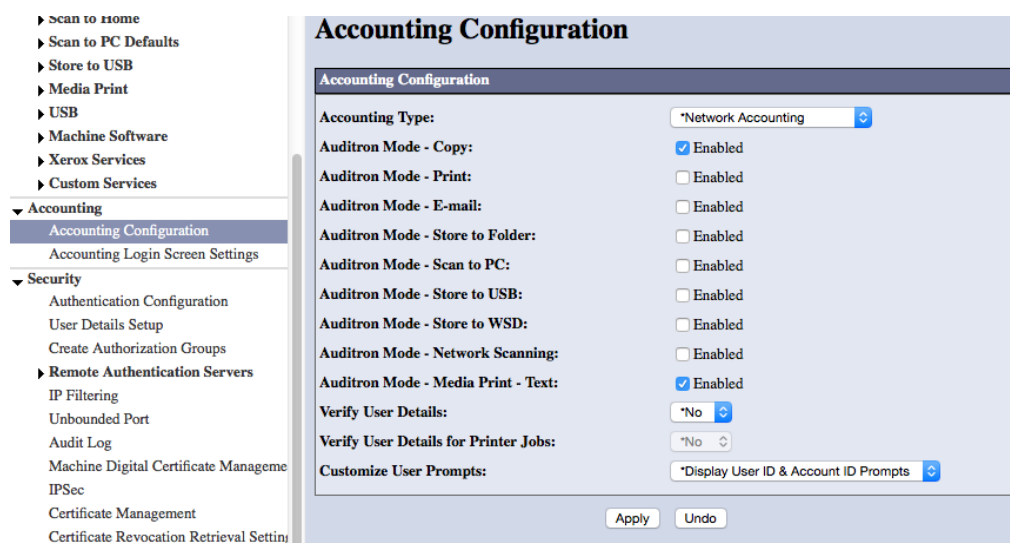 Scan to Home
Scan to PC Defaults
Store to USB
Media Print
USB
Machine Software
Xerox Services
Custom Services
Accounting
Accounting Configuration
Accounting Login Screen Settings
Security
Authentication Configuration
User Details Setup
Create Authorization Groups
Remote Authentication Servers
IP Filtering
Unbounded Port
Audit Log
Machine Digital Certificate Manageme
IPSec
Certificate Management
Certificate Revocation Retrieval Setting
Accounting Configuration
Accounting Configuration
Accounting Type: *Network Accounting
Auditron Mode - Copy: Enabled
Auditron Mode - Print: Enabled
Auditron Mode - E-mail: Enabled
Auditron Mode - Store to Folder: Enabled
Auditron Mode - Scan to PC: Enabled
Auditron Mode - Store to USB: Enabled
Auditron Mode - Store to WSD: Enabled
Auditron Mode - Network Scanning: Enabled
Auditron Mode - Media Print - Text: Enabled
Verify User Details: *No
Verify User Details for Printer Jobs: *No
Customize User Prompts: *Display User ID & Account ID Prompts
Apply Undo